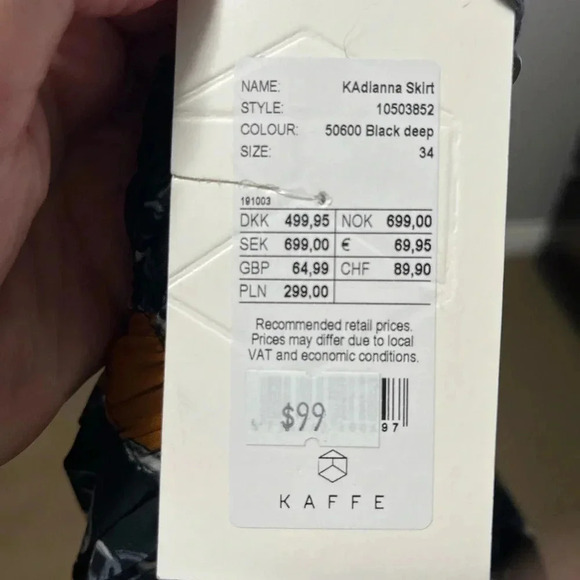 NAME: KAdianna Skirt
STYLE: 10503852
COLOUR: 50600 Black deep
SIZE: 34
191003
DKK 499,95 NOK 699,00
SEK 699,00 € 69,95
GBP 64,99 CHF 89,90
PLN 299,00
Recommended retail prices.
Prices may differ due to local
VAT and economic conditions.
$99
97
KAFFE